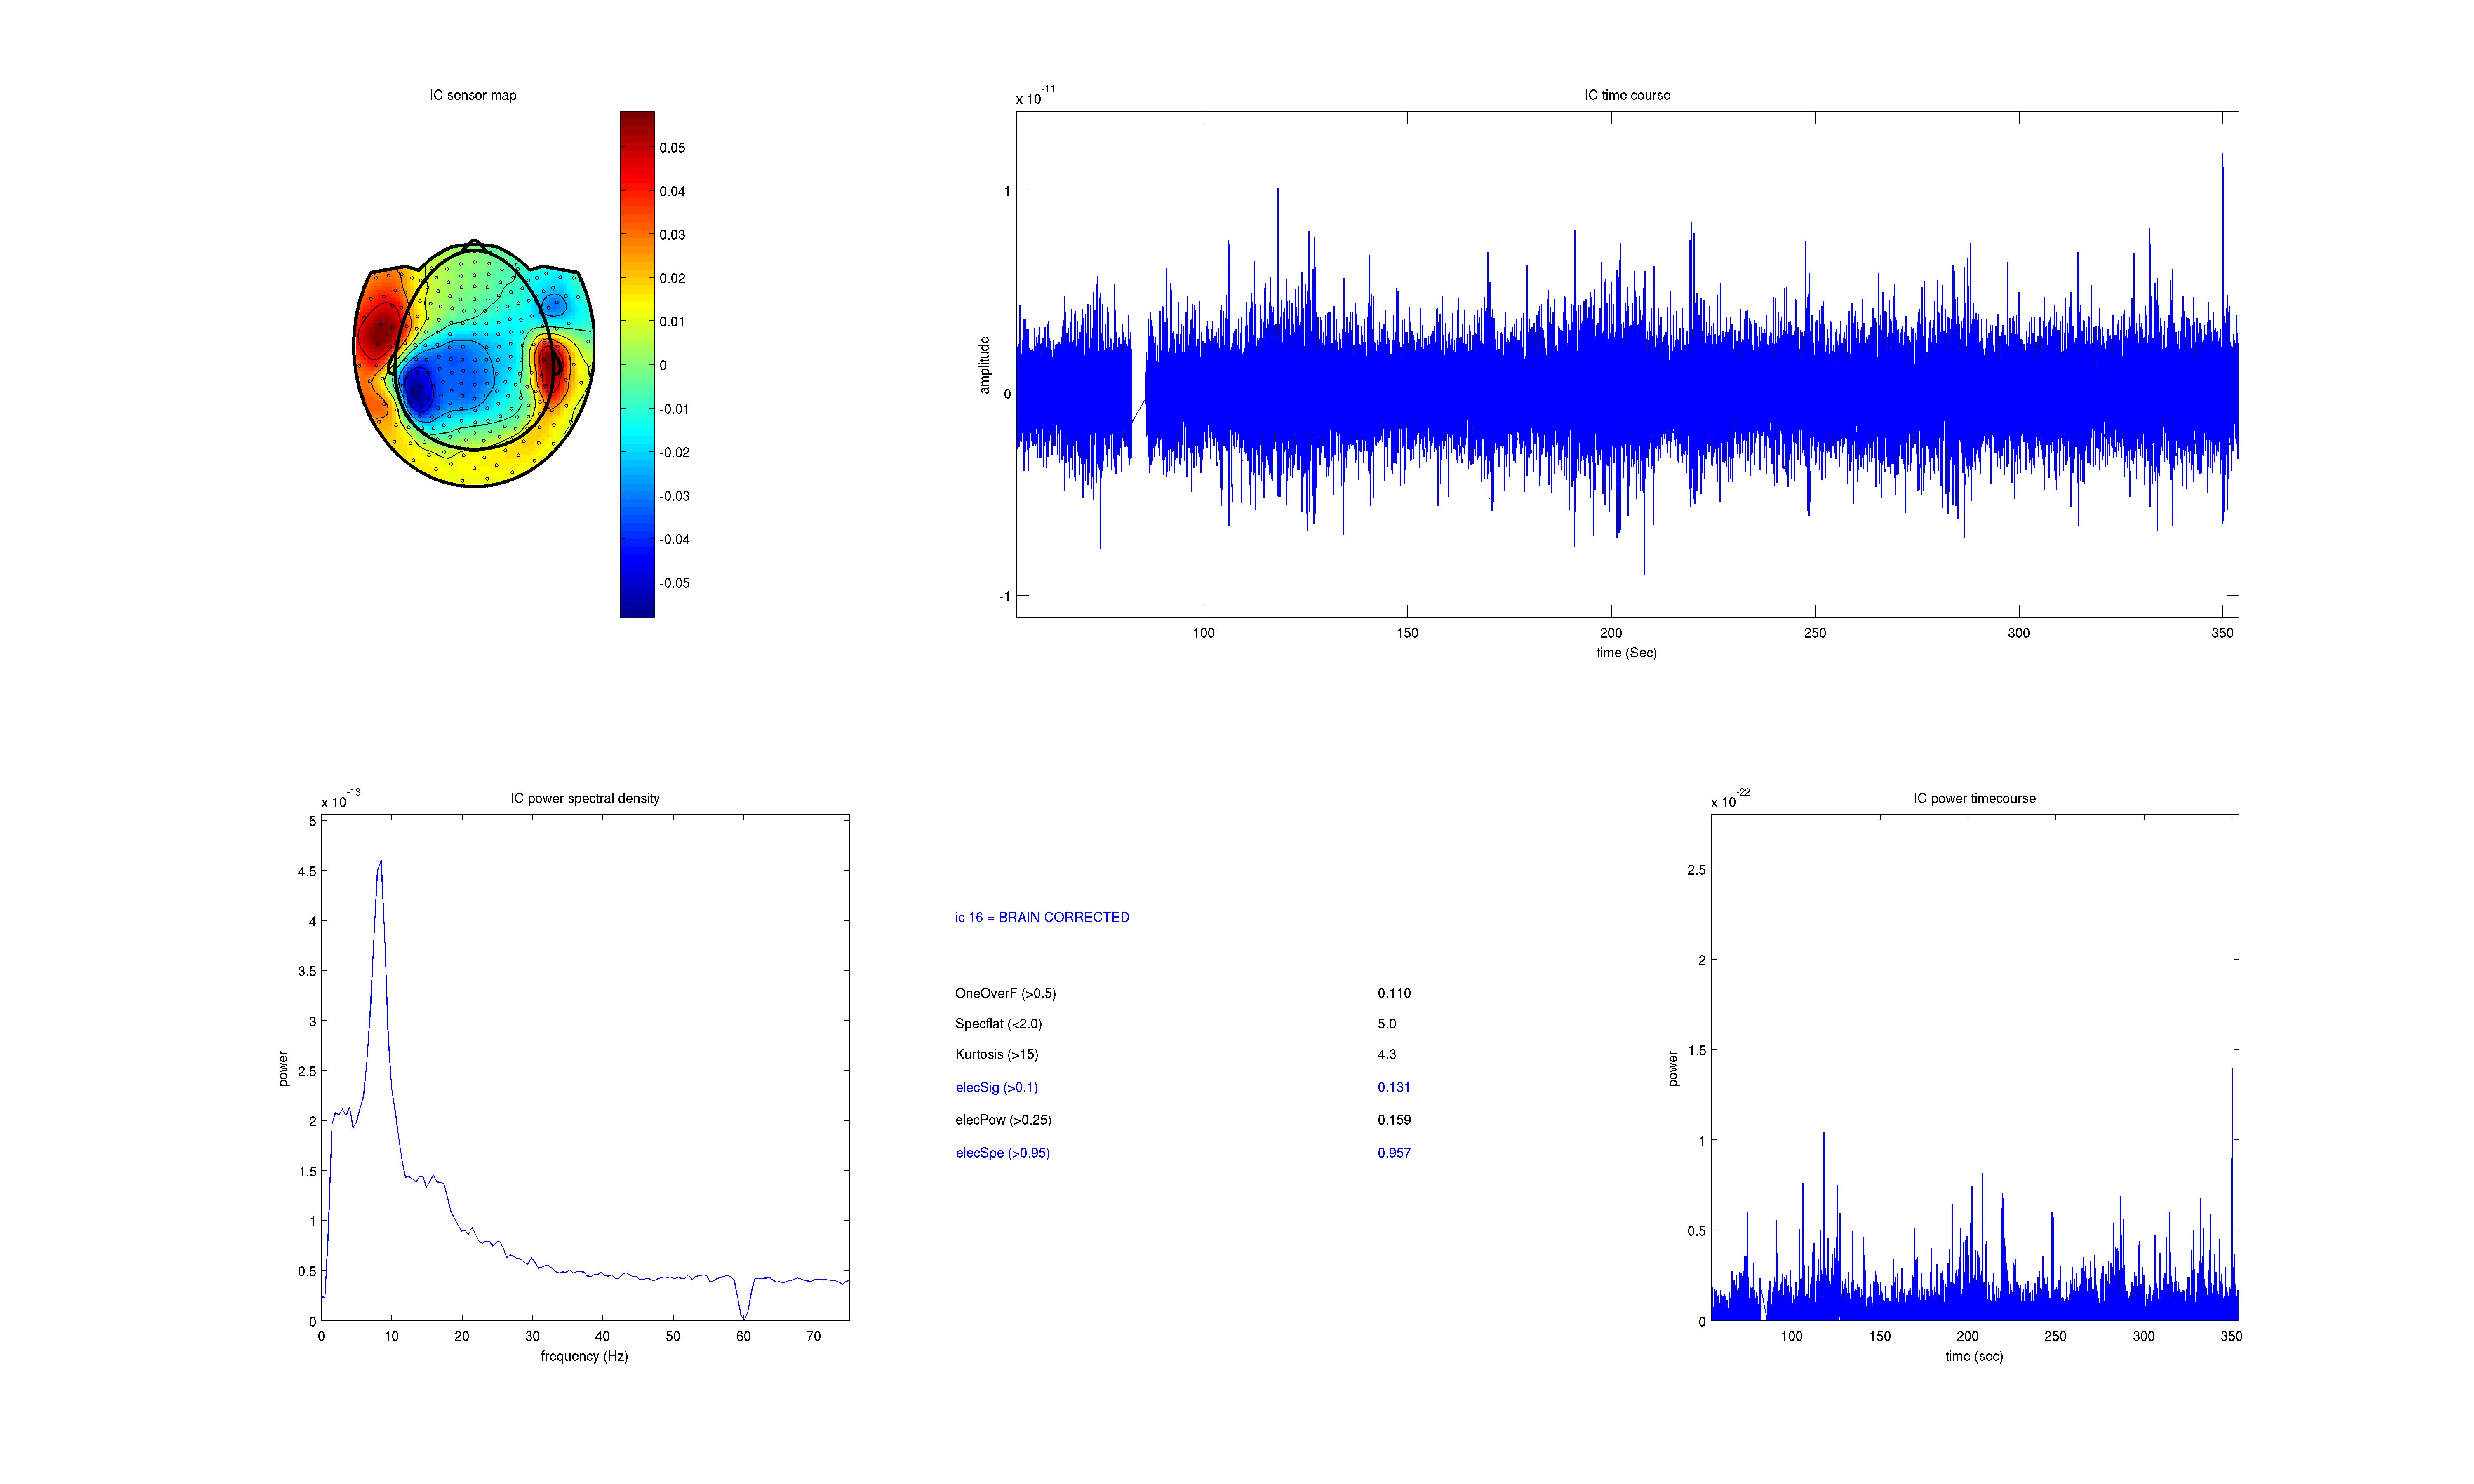 IC sensor map
0.05
0.04
0.03
0.02
0.01
0
-0.01
-0.02
-0.03
-0.04
-0.05
IC time course
x 10-11
1
0
-1
amplitude
100 150 200 250 300 350
time (Sec)
IC power spectral density
x 10-13
5
4.5
4
3.5
3
2.5
2
1.5
1
0.5
0
power
0 10 20 30 40 50 60 70
frequency (Hz)
ic 16 = BRAIN CORRECTED
OneOverF (>0.5) 0.110
Specflat (<2.0) 5.0
Kurtosis (>15) 4.3
elecSig (>0.1) 0.131
elecPow (>0.25) 0.159
elecSpe (>0.95) 0.957
IC power timecourse
x 10-22
2.5
2
1.5
1
0.5
0
power
100 150 200 250 300 350
time (sec)